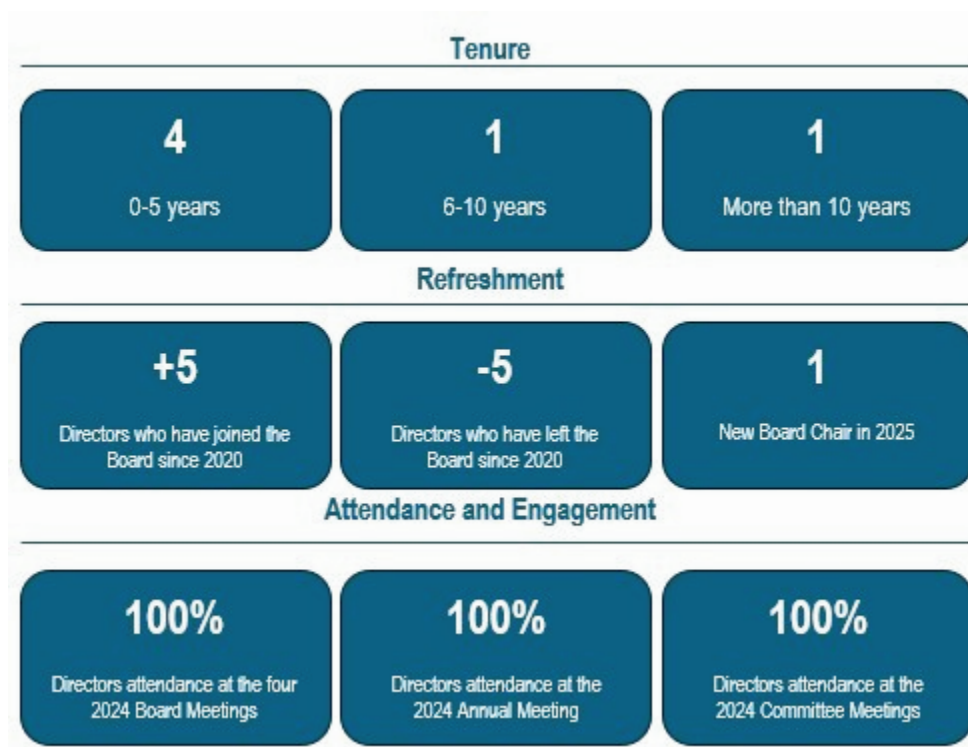 Tenure
4
0-5 years
1
6-10 years
1
More than 10 years
Refreshment
+5
Directors who have joined the
Board since 2020
-5
Directors who have left the
Board since 2020
1
New Board Chair in 2025
Attendance and Engagement
100%
Directors attendance at the four
2024 Board Meetings
100%
Directors attendance at the
2024 Annual Meeting
100%
Directors attendance at the
2024 Committee Meetings